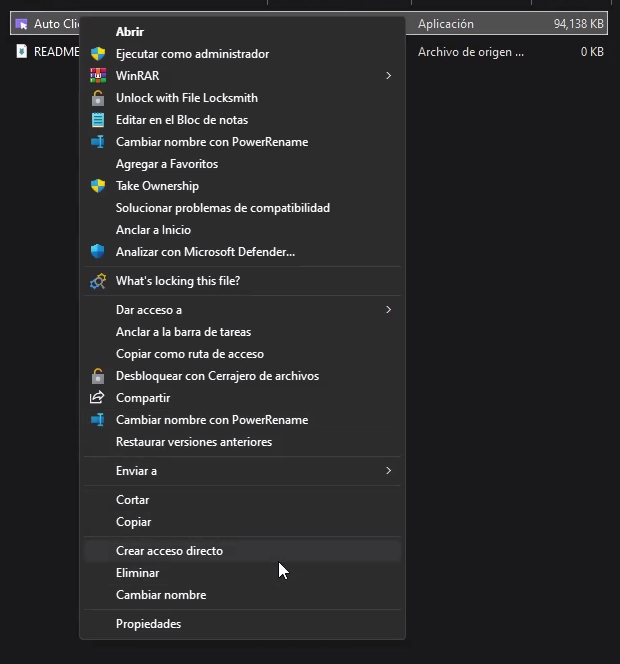 Auto Cli
Aplicación
94,138 KB
README
Archivo de origen ...
0 KB
Abrir
Ejecutar como administrador
WinRAR
Unlock with File Locksmith
Editar en el Bloc de notas
Cambiar nombre con PowerRename
Agregar a Favoritos
Take Ownership
Solucionar problemas de compatibilidad
Anclar a Inicio
Analizar con Microsoft Defender...
What's locking this file?
Dar acceso a
Anclar a la barra de tareas
Copiar como ruta de acceso
Desbloquear con Cerrajero de archivos
Compartir
Cambiar nombre con PowerRename
Restaurar versiones anteriores
Enviar a
Cortar
Copiar
Crear acceso directo
Eliminar
Cambiar nombre
Propiedades